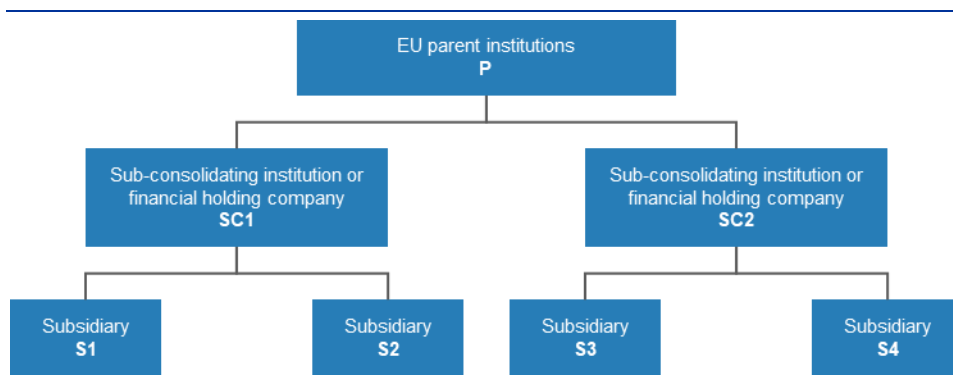 EU parent institutions
P
Sub-consolidating institution or
financial holding company
SC1
Sub-consolidating institution or
financial holding company
SC2
Subsidiary
S1
Subsidiary
S2
Subsidiary
S3
Subsidiary
S4